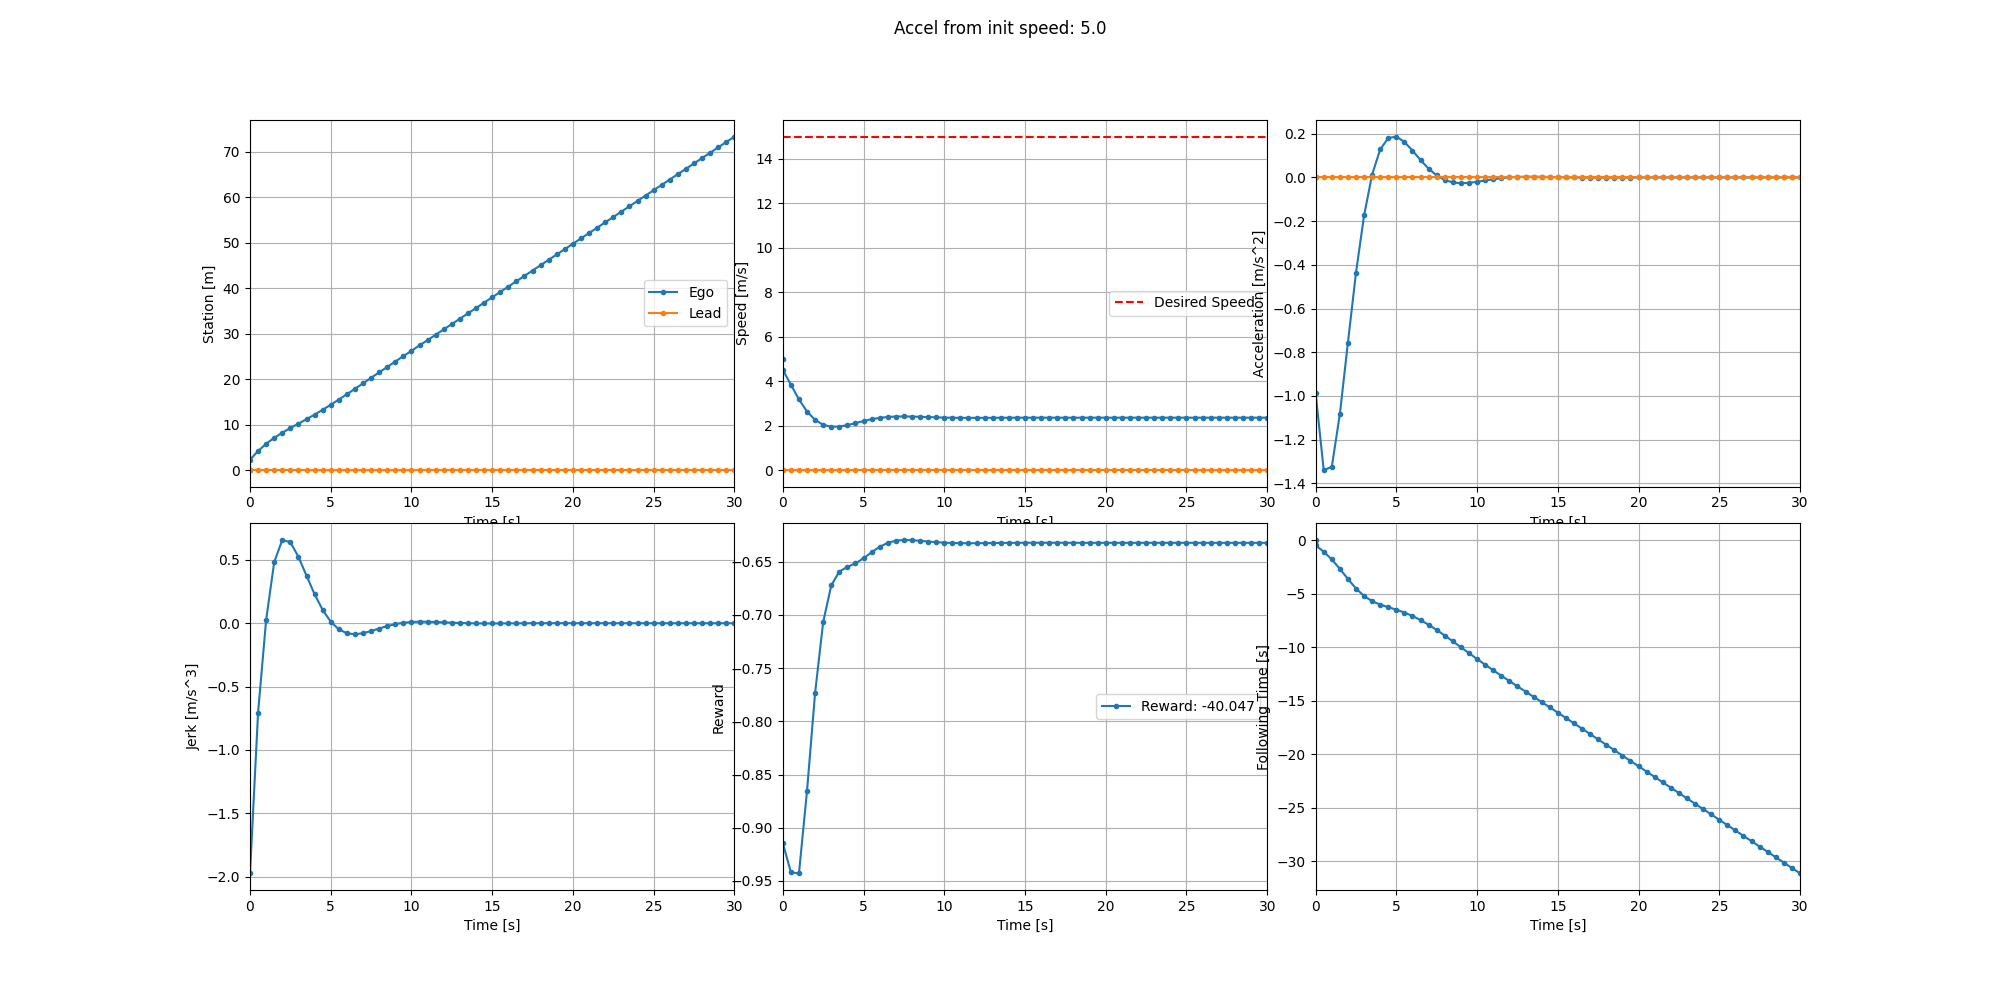 Accel from init speed: 5.0
Station [m]
70
60
50
40
30
20
10
0
Ego
Lead
0 5 10 15 20 25 30
Time [s]
Speed [m/s]
14
12
10
8
6
4
2
0
Desired Speed
0 5 10 15 20 25 30
Time [s]
Acceleration [m/s^2]
0.2
0.0
−0.2
−0.4
−0.6
−0.8
−1.0
−1.2
−1.4
0 5 10 15 20 25 30
Time [s]
Jerk [m/s^3]
0.5
0.0
−0.5
−1.0
−1.5
−2.0
0 5 10 15 20 25 30
Time [s]
Reward
−0.65
−0.70
−0.75
−0.80
−0.85
−0.90
−0.95
Reward: -40.047
0 5 10 15 20 25 30
Time [s]
Following Time [s]
0
−5
−10
−15
−20
−25
−30
0 5 10 15 20 25 30
Time [s]